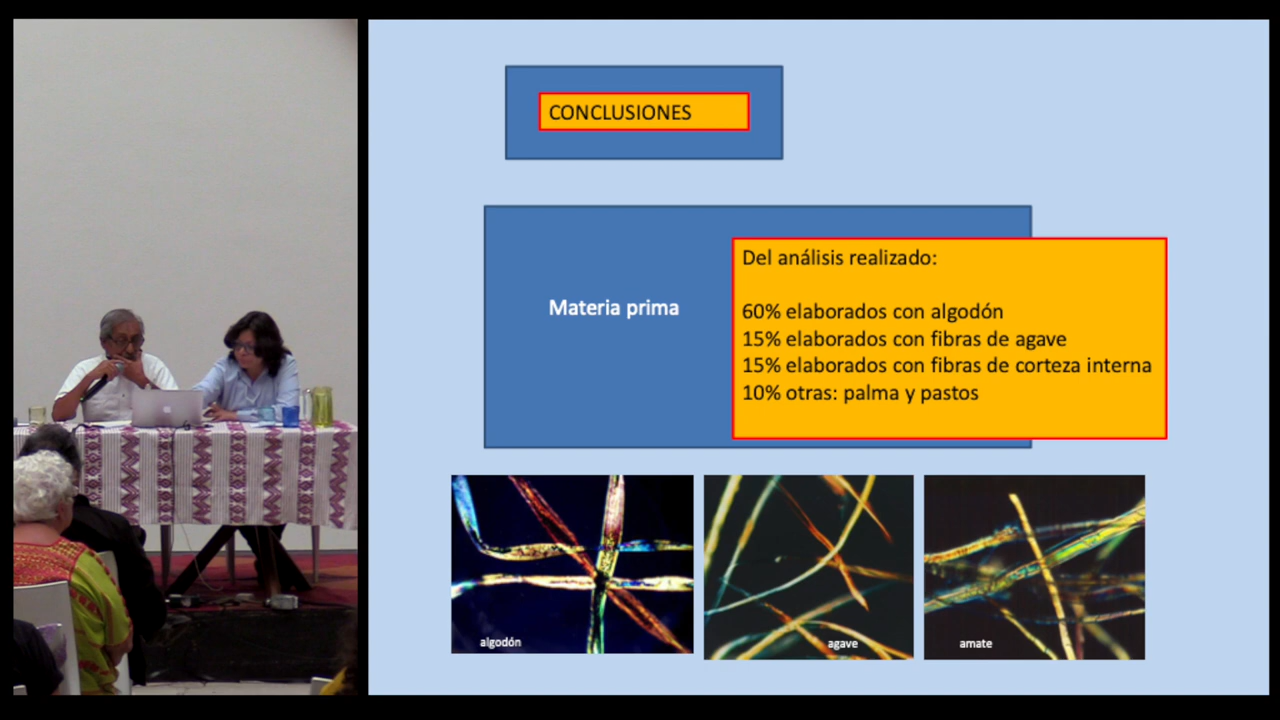 CONCLUSIONES
Materia prima
Del análisis realizado:
60% elaborados con algodón
15% elaborados con fibras de agave
15% elaborados con fibras de corteza interna
10% otras: palma y pastos
algodón
agave
amate